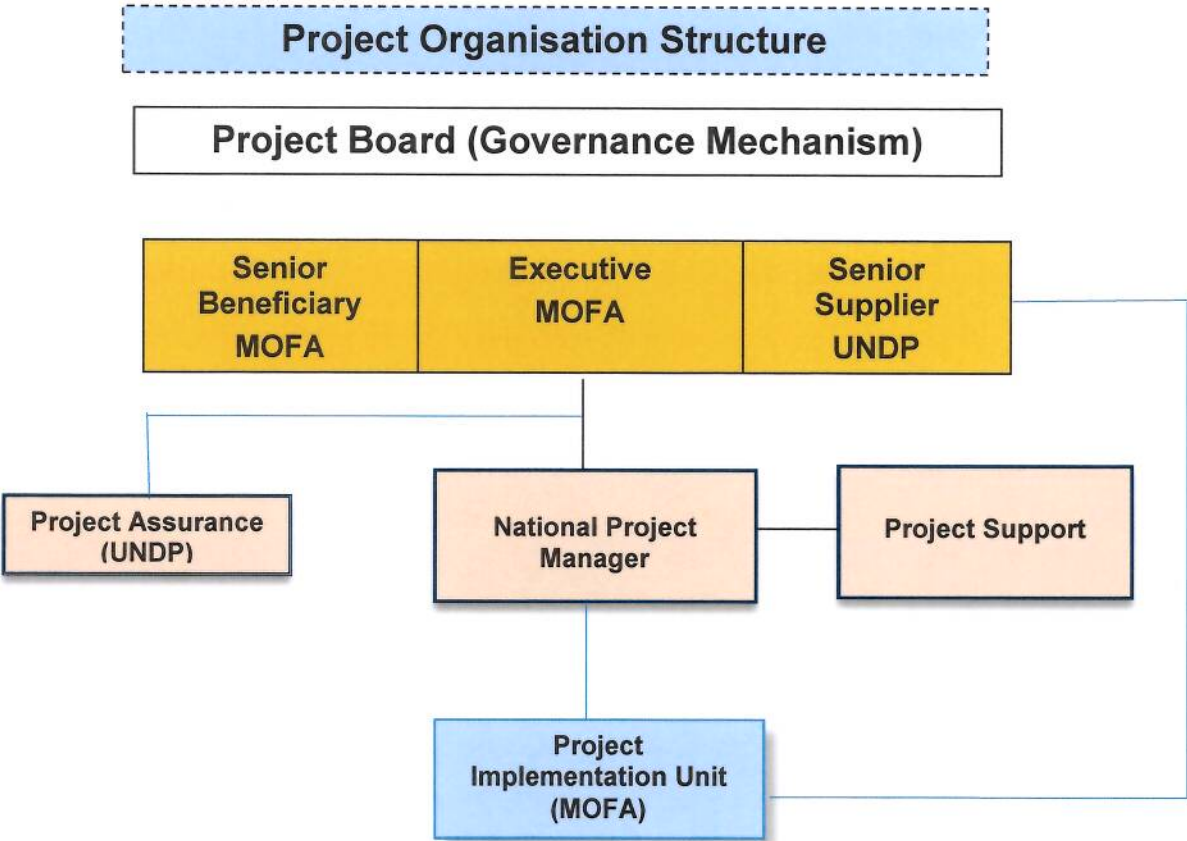 Project Organisation Structure
Project Board (Governance Mechanism)
Senior
Beneficiary
MOFA
Executive
MOFA
Senior
Supplier
UNDP
Project Assurance
(UNDP)
National Project
Manager
Project Support
Project
Implementation Unit
(MOFA)